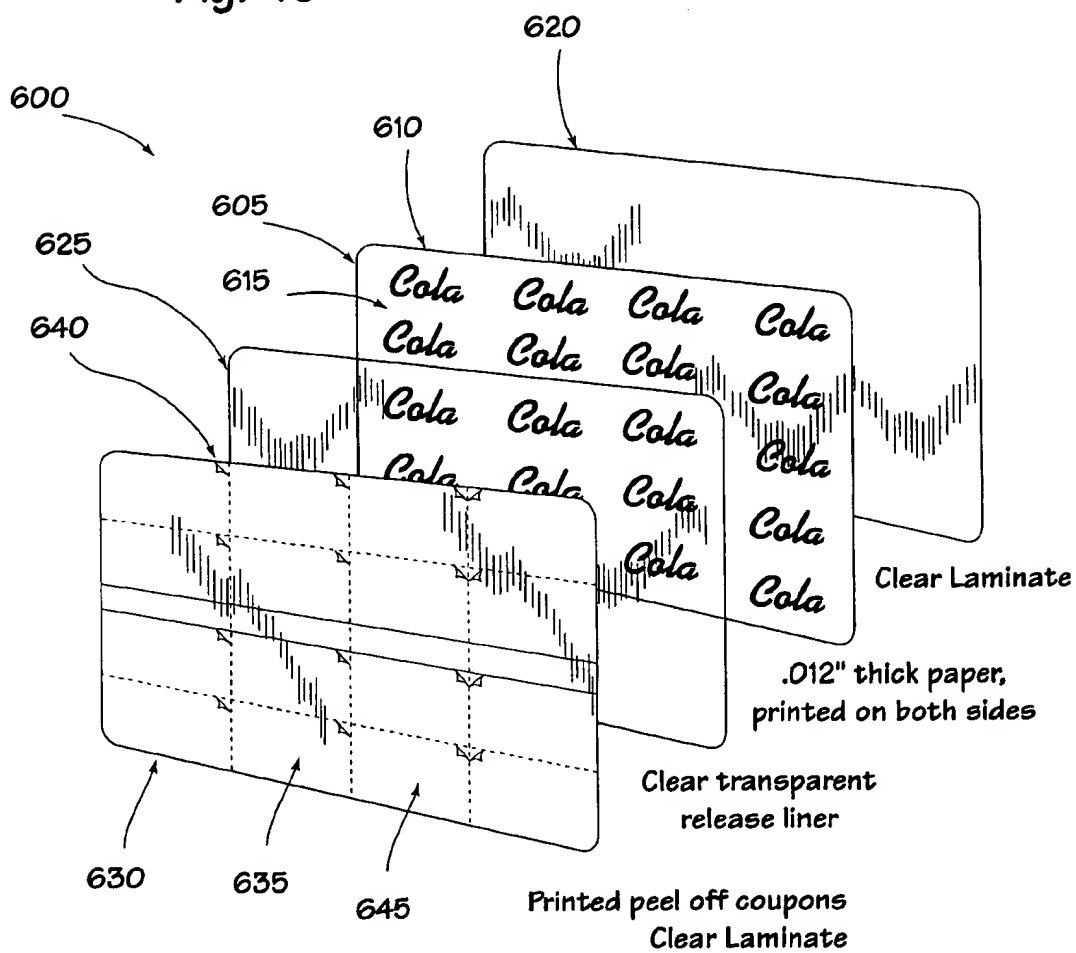 Fig.
620
600
610
605
625
615
640
Cola Cola Cola Cola
Cola Cola Cola Cola
Cola Cola Cola Cola
Cola Cola Cola Cola
Cola Cola
Clear Laminate
.012" thick paper,
printed on both sides
Clear transparent
release liner
630
635
645
Printed peel off coupons
Clear Laminate